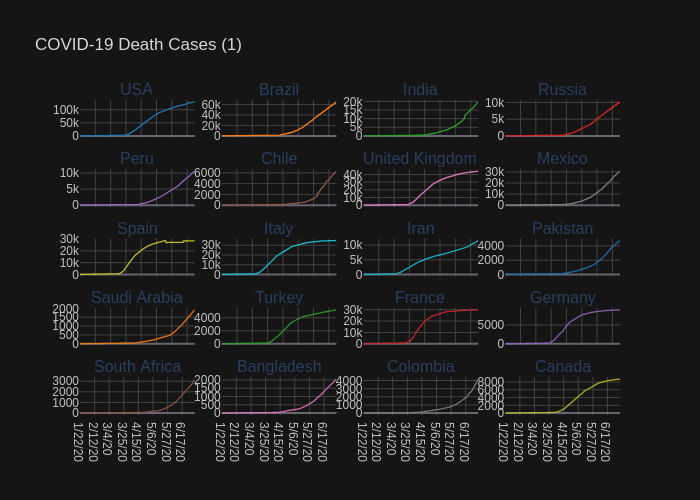 COVID-19 Death Cases (1)
USA Brazil India Russia
100k
50k
0
60k
40k
20k
0
20k
15k
10k
5k
0
10k
5k
0
Peru Chile United Kingdom Mexico
10k
5k
0
6000
4000
2000
0
40k
30k
20k
10k
0
30k
20k
10k
0
Spain Italy Iran Pakistan
30k
20k
10k
0
30k
20k
10k
0
10k
5k
0
4000
2000
0
Saudi Arabia Turkey France Germany
2000
1500
1000
500
0
4000
2000
0
30k
20k
10k
0
5000
0
South Africa Bangladesh Colombia Canada
3000
2000
1000
0
2000
1500
1000
500
0
4000
3000
2000
1000
0
8000
6000
4000
2000
0
1/22/20 2/12/20 3/4/20 3/25/20 4/15/20 5/6/20 5/27/20 6/17/20
1/22/20 2/12/20 3/4/20 3/25/20 4/15/20 5/6/20 5/27/20 6/17/20
1/22/20 2/12/20 3/4/20 3/25/20 4/15/20 5/6/20 5/27/20 6/17/20
1/22/20 2/12/20 3/4/20 3/25/20 4/15/20 5/6/20 5/27/20 6/17/20